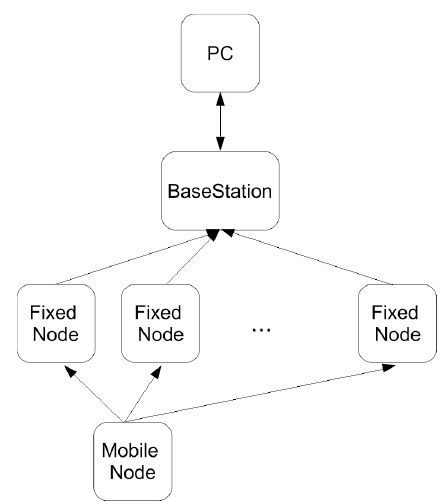 PC
BaseStation
Fixed
Node
Fixed
Node
...
Fixed
Node
Mobile
Node